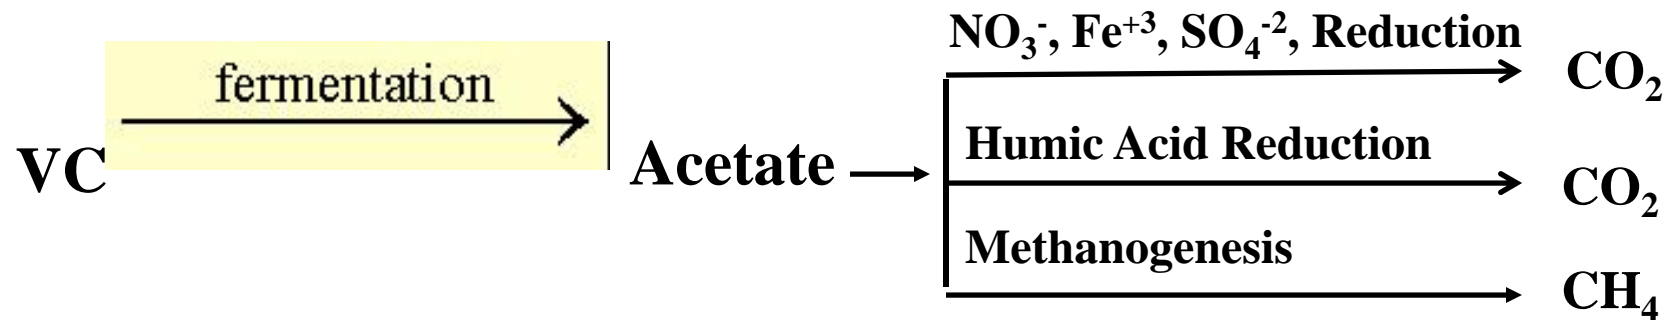 NO₃⁻, Fe⁺³, SO₄⁻², Reduction
CO₂
fermentation
VC
Acetate
Humic Acid Reduction
CO₂
Methanogenesis
CH₄